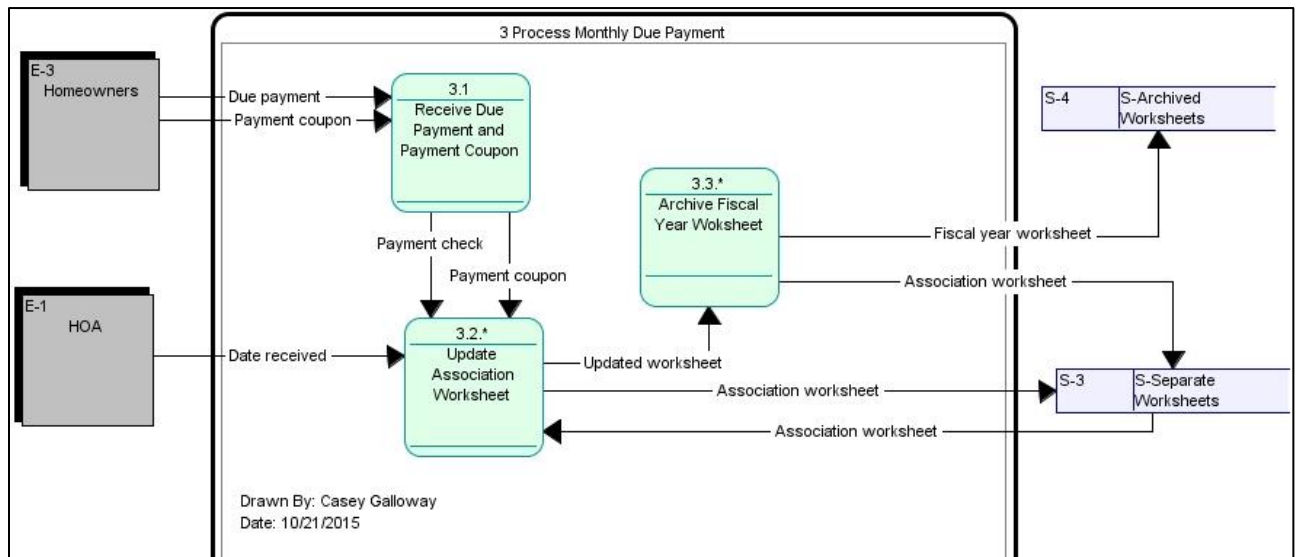 3 Process Monthly Due Payment
E-3
Homeowners
Due payment
Payment coupon
3.1
Receive Due
Payment and
Payment Coupon
S-4
S-Archived
Worksheets
3.3.*
Archive Fiscal
Year Woksheet
Payment check
Payment coupon
Fiscal year worksheet
Association worksheet
E-1
HOA
Date received
3.2.*
Update
Association
Worksheet
Updated worksheet
Association worksheet
Association worksheet
S-3
S-Separate
Worksheets
Drawn By: Casey Galloway
Date: 10/21/2015